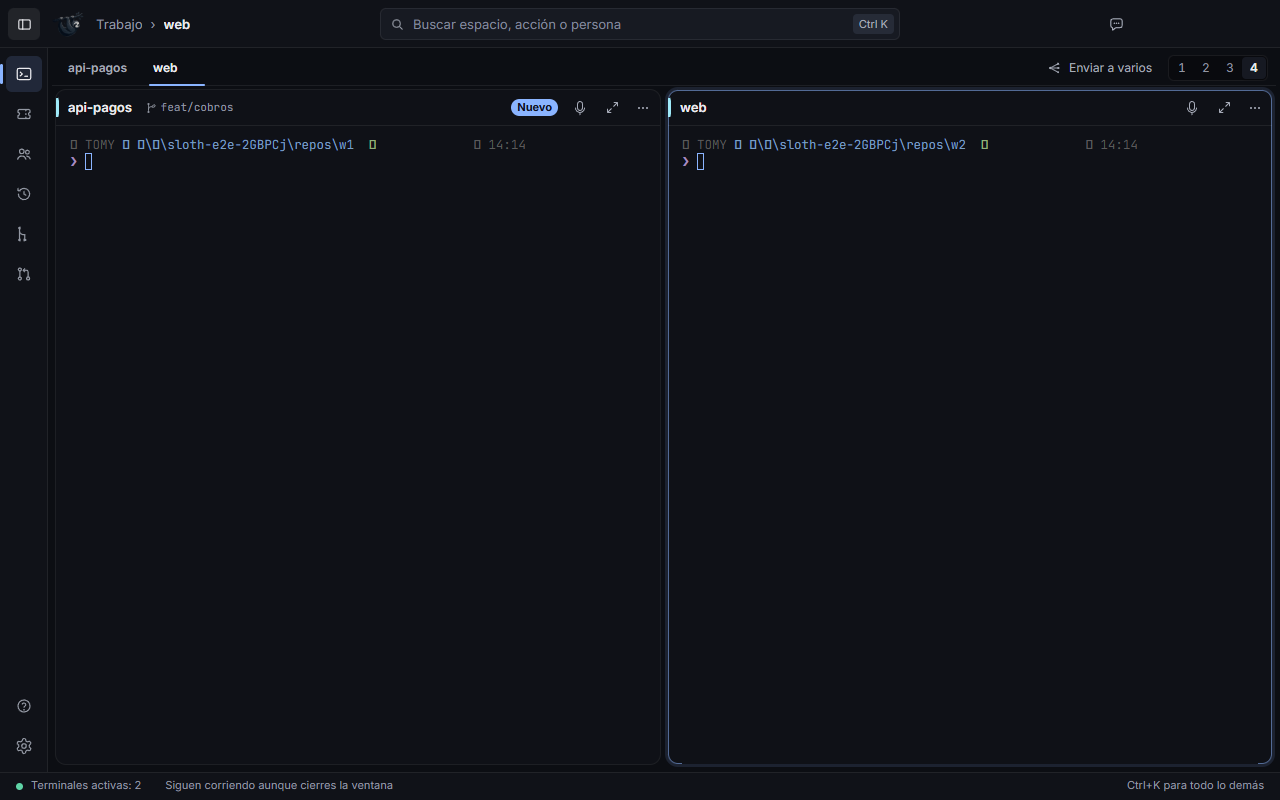 Trabajo › web
Buscar espacio, acción o persona
Ctrl K
api-pagos
web
Enviar a varios
1 2 3 4
api-pagos
feat/cobros
Nuevo
web
TOMY \ \sloth-e2e-2GBPCj\repos\w1 14:14
❯
TOMY \ \sloth-e2e-2GBPCj\repos\w2 14:14
❯
Terminales activas: 2
Siguen corriendo aunque cierres la ventana
Ctrl+K para todo lo demás